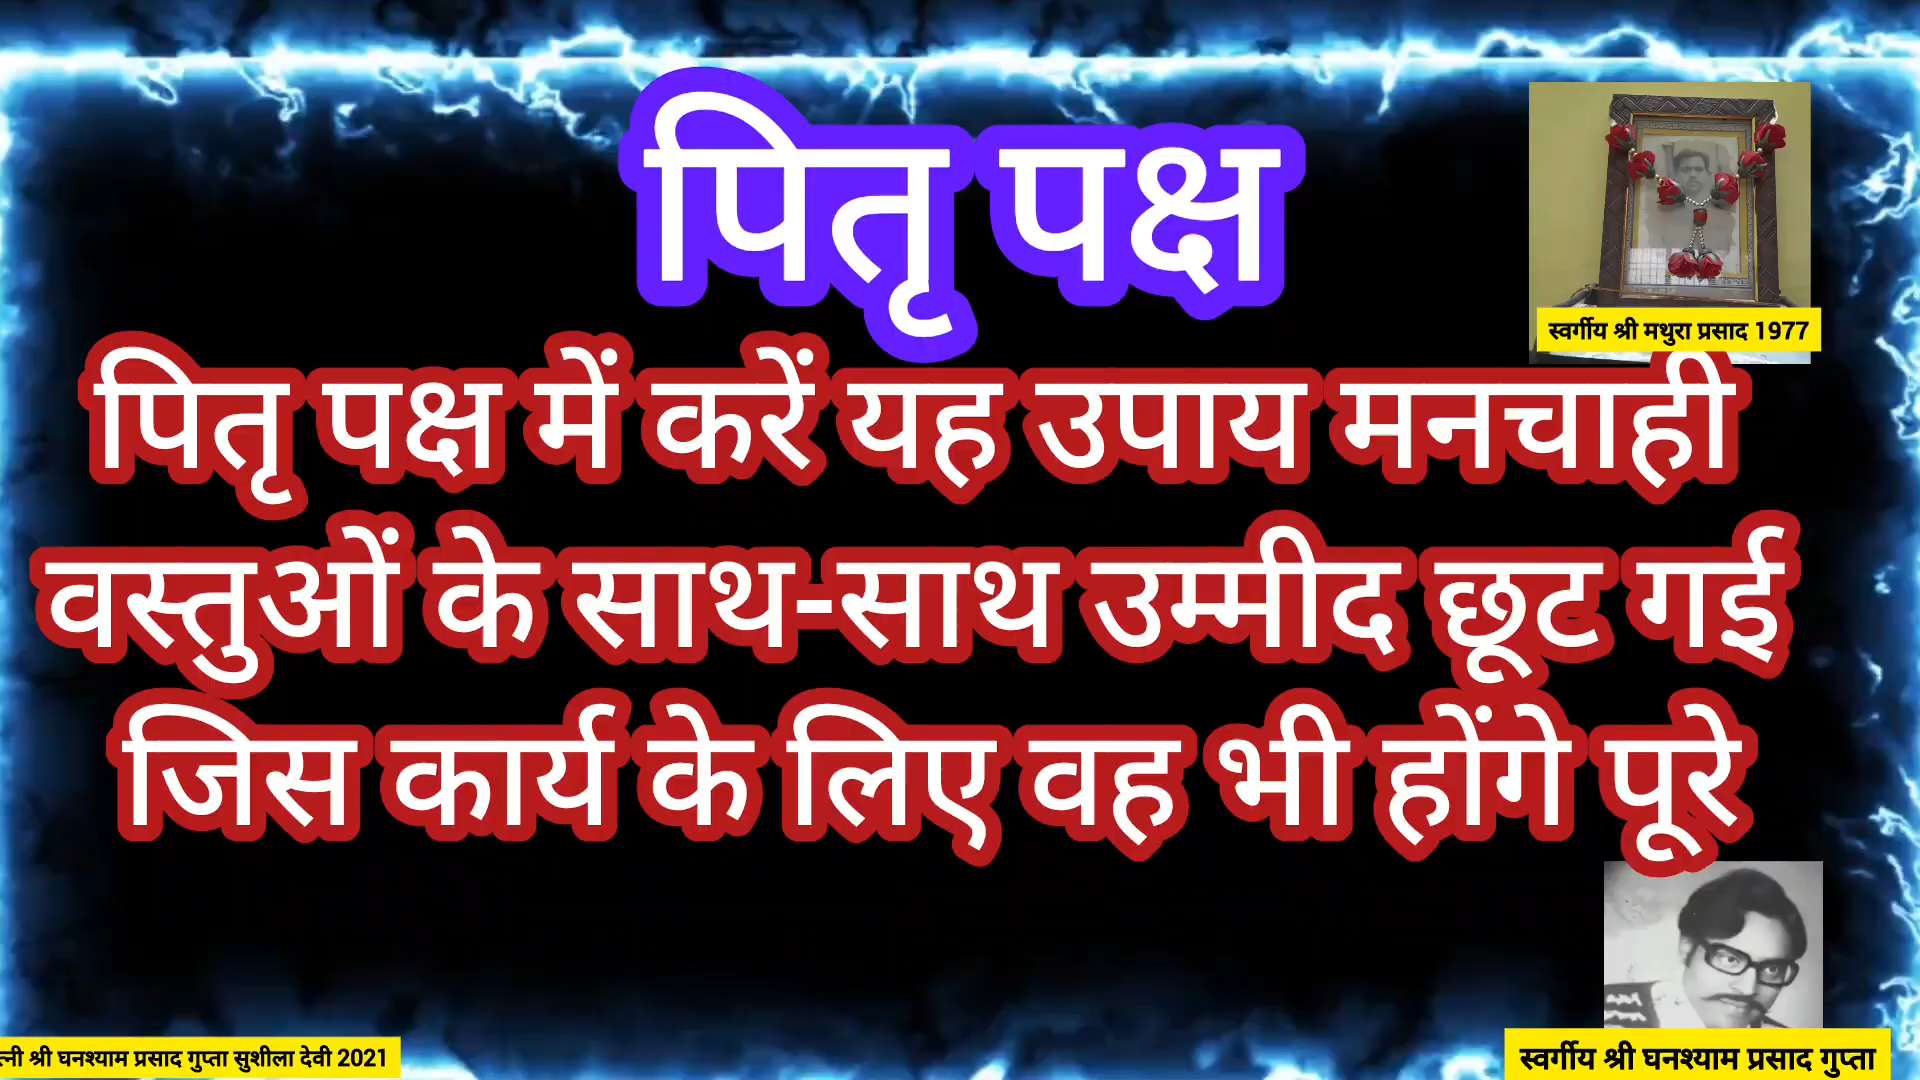 पितृ पक्ष
स्वर्गीय श्री मथुरा प्रसाद 1977
पितृ पक्ष में करें यह उपाय मनचाही
वस्तुओं के साथ-साथ उम्मीद छूट गई
जिस कार्य के लिए वह भी होंगे पूरे
श्री घनश्याम प्रसाद गुप्ता सुशीला देवी 2021
स्वर्गीय श्री घनश्याम प्रसाद गुप्ता